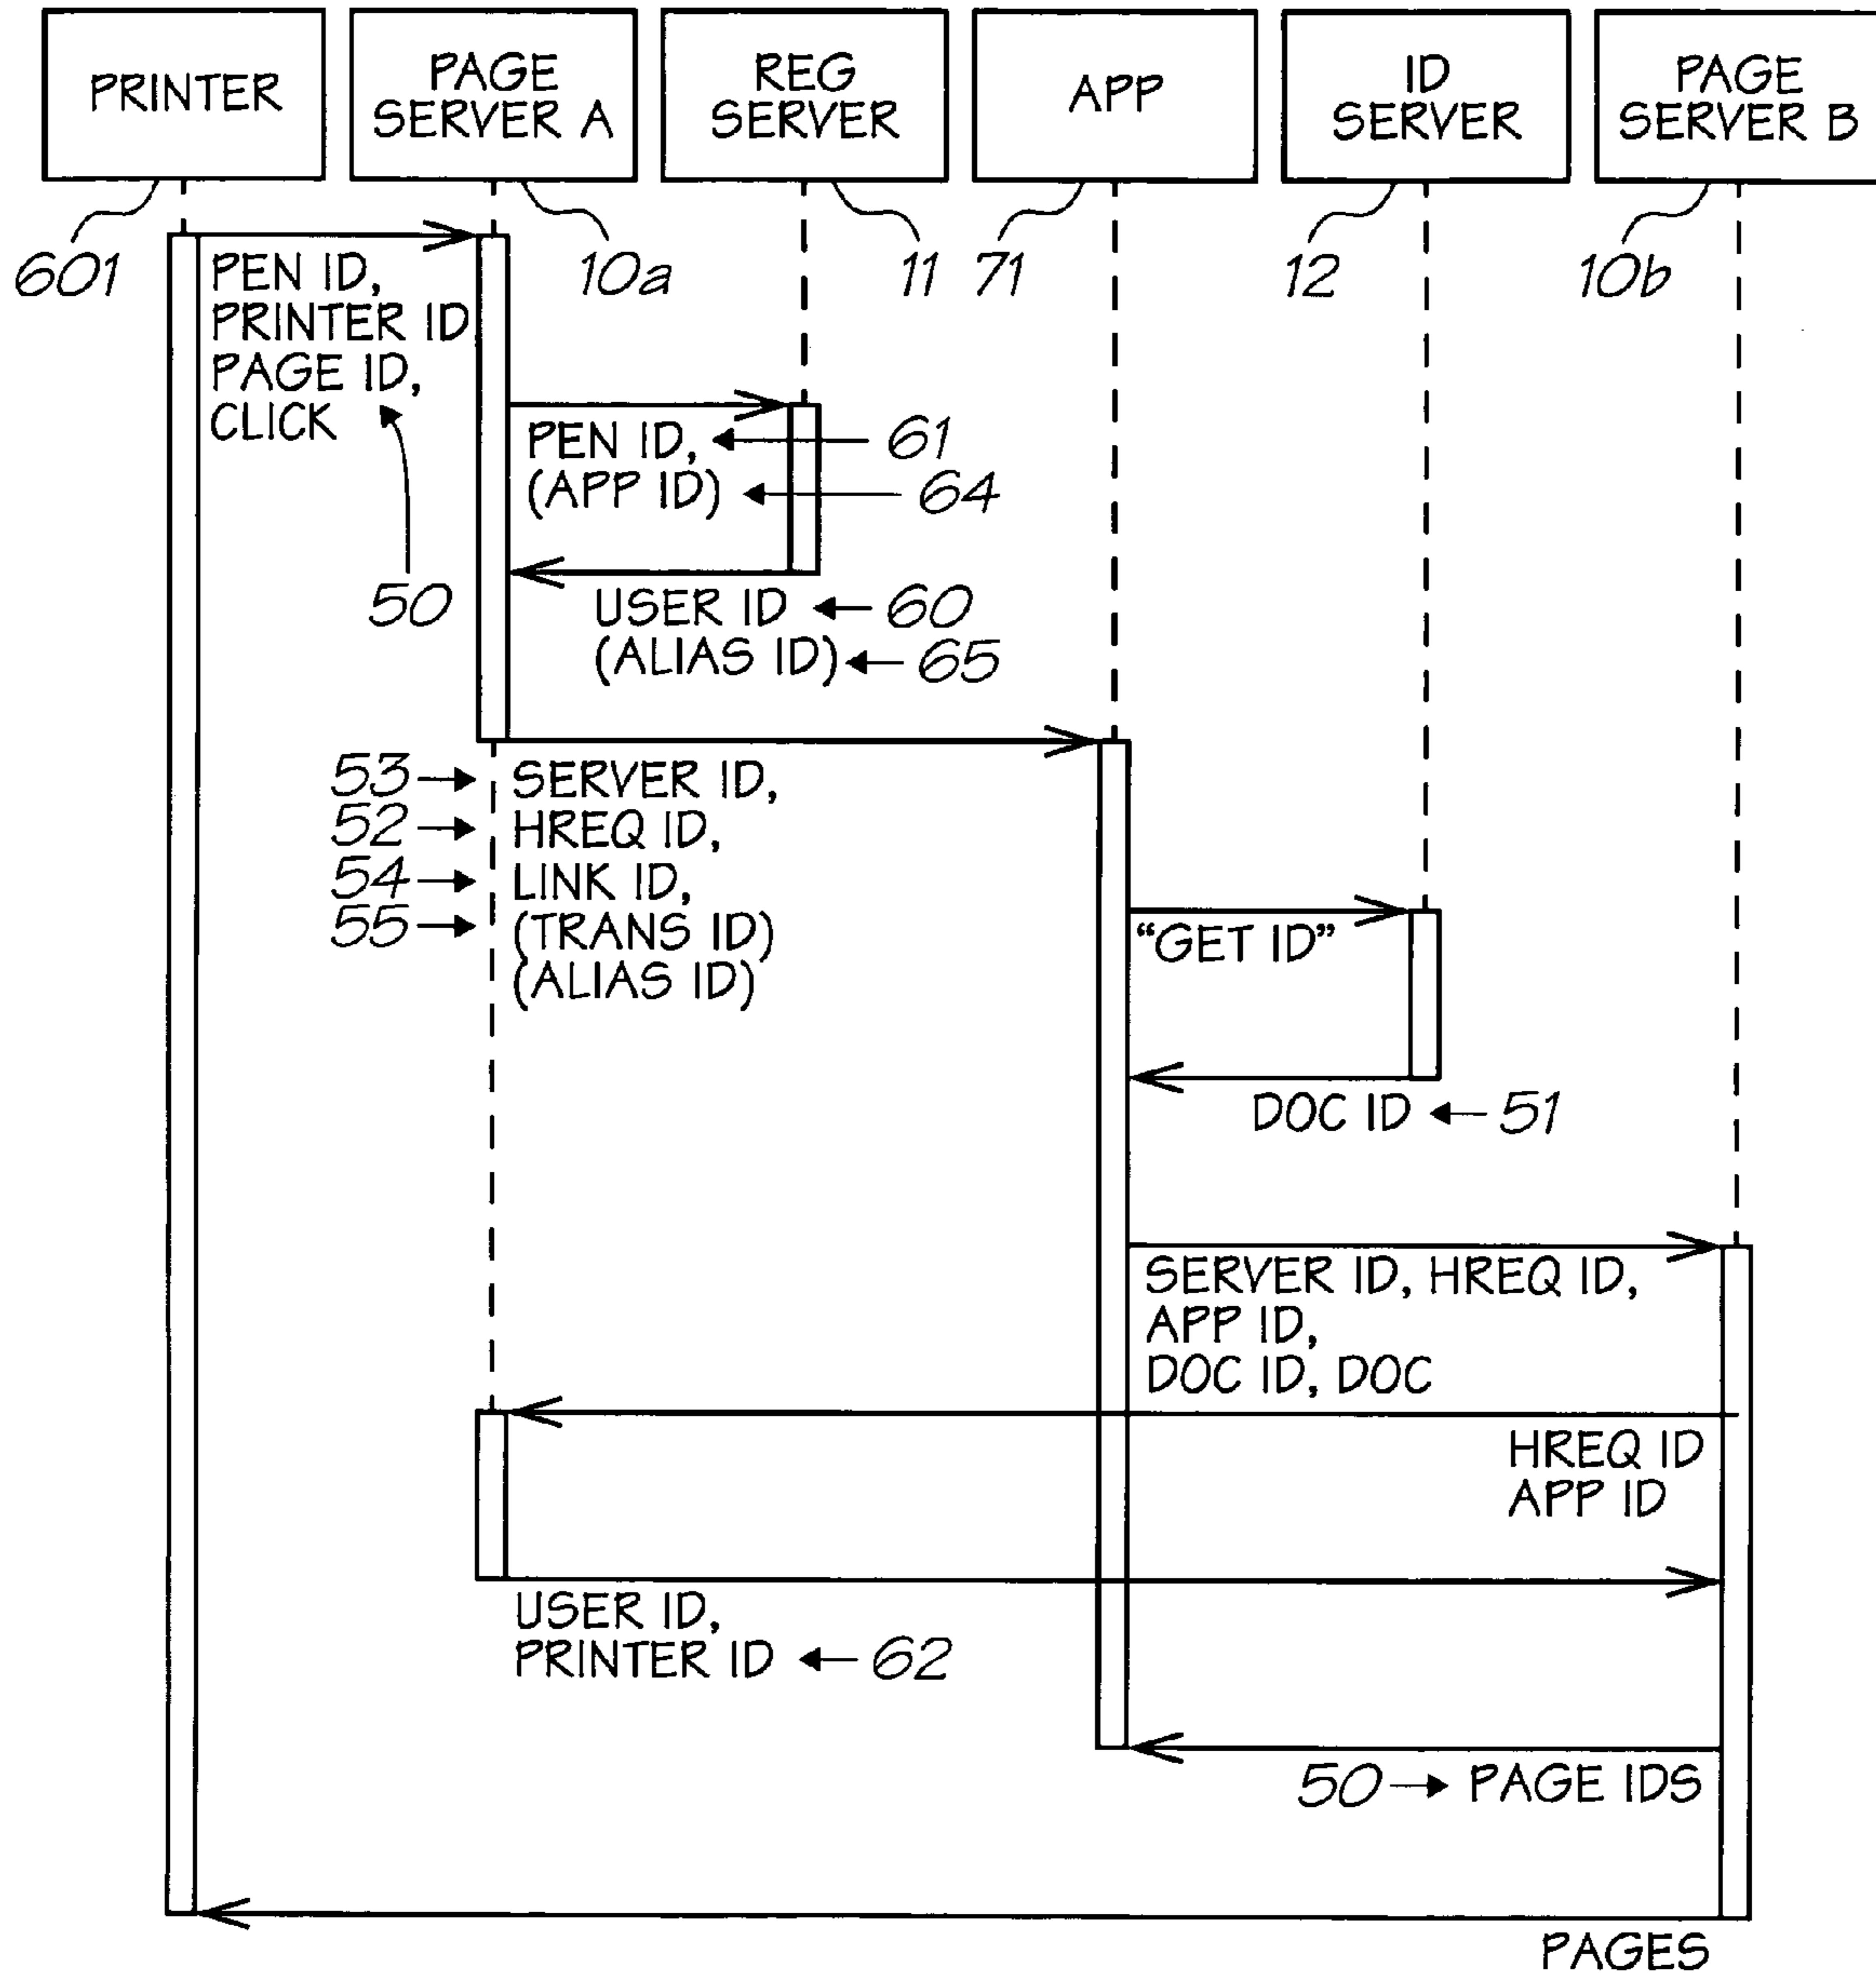 PRINTER
PAGE
SERVER A
REG
SERVER
APP
ID
SERVER
PAGE
SERVER B
601
10a
11
71
12
10b
PEN ID,
PRINTER ID
PAGE ID,
CLICK
50
PEN ID,
61
(APP ID)
64
USER ID
60
(ALIAS ID)
65
53
SERVER ID,
52
HREQ ID,
54
LINK ID,
55
(TRANS ID)
(ALIAS ID)
“GET ID”
DOC ID
51
SERVER ID, HREQ ID,
APP ID,
DOC ID, DOC
HREQ ID
APP ID
USER ID,
PRINTER ID
62
50
PAGE IDS
PAGES